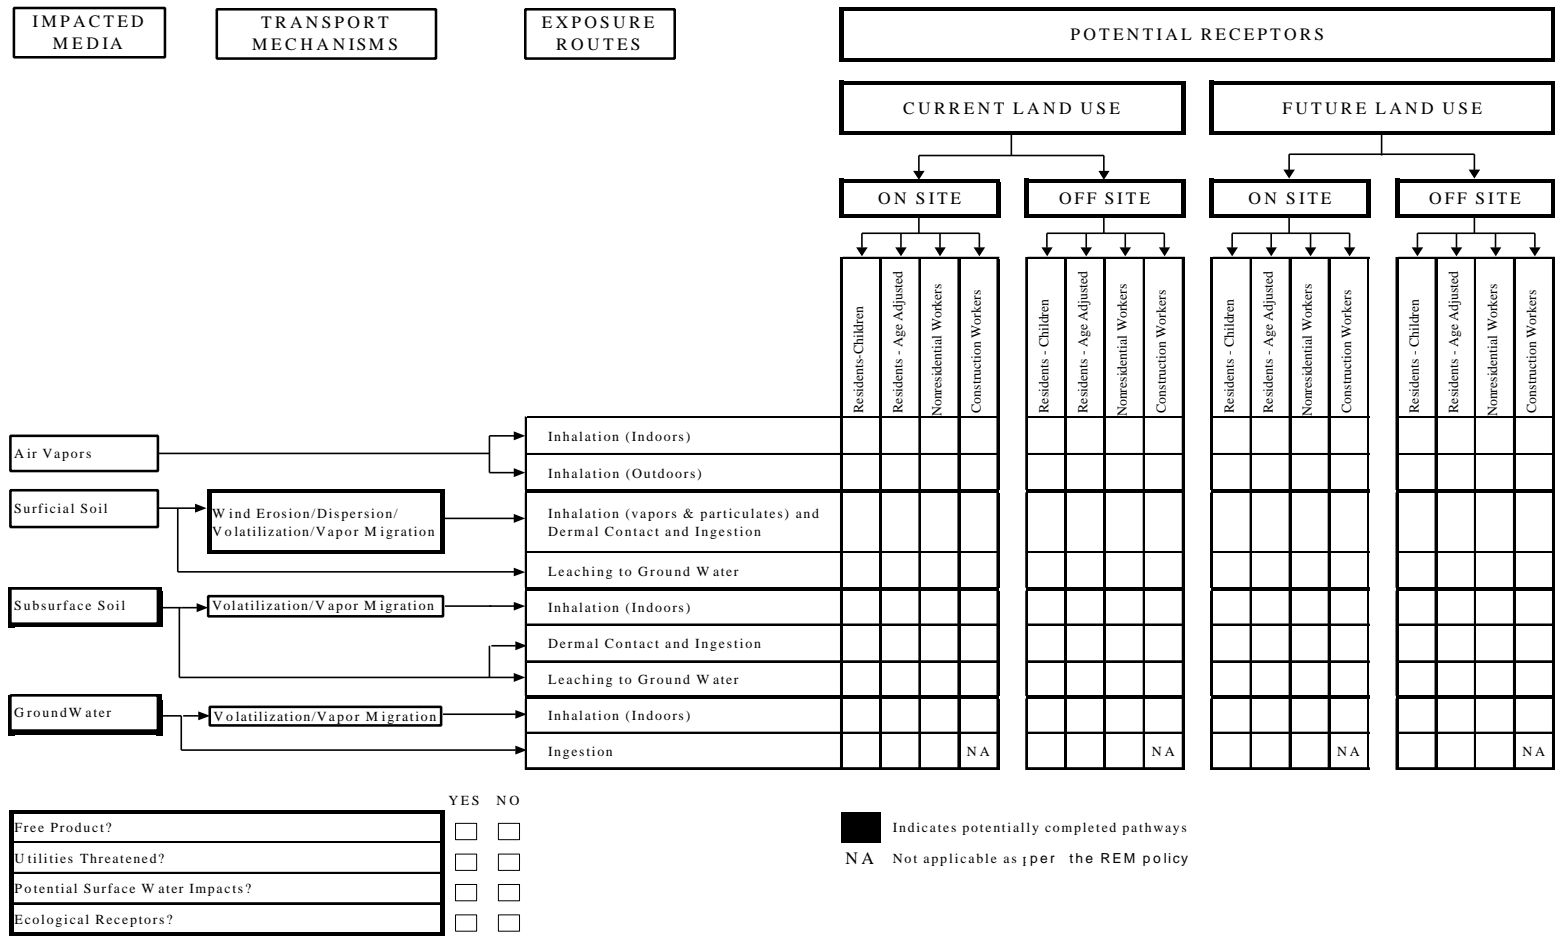 IMPACTED
MEDIA
TRANSPORT
MECHANISMS
EXPOSURE
ROUTES
POTENTIAL RECEPTORS
CURRENT LAND USE
FUTURE LAND USE
ON SITE
OFF SITE
ON SITE
OFF SITE
Residents-Children
Residents - Age Adjusted
Nonresidential Workers
Construction Workers
Residents - Children
Residents - Age Adjusted
Nonresidential Workers
Construction Workers
Residents - Children
Residents - Age Adjusted
Nonresidential Workers
Construction Workers
Residents - Children
Residents - Age Adjusted
Nonresidential Workers
Construction Workers
Air Vapors
Inhalation (Indoors)
Inhalation (Outdoors)
Surficial Soil
Wind Erosion/Dispersion/
Volatilization/Vapor Migration
Inhalation (vapors & particulates) and
Dermal Contact and Ingestion
Leaching to Ground Water
Subsurface Soil
Volatilization/Vapor Migration
Inhalation (Indoors)
Dermal Contact and Ingestion
Leaching to Ground Water
GroundWater
Volatilization/Vapor Migration
Inhalation (Indoors)
Ingestion
NA
NA
NA
NA
YES NO
Free Product?
Utilities Threatened?
Potential Surface Water Impacts?
Ecological Receptors?
Indicates potentially completed pathways
NA Not applicable as per the REM policy